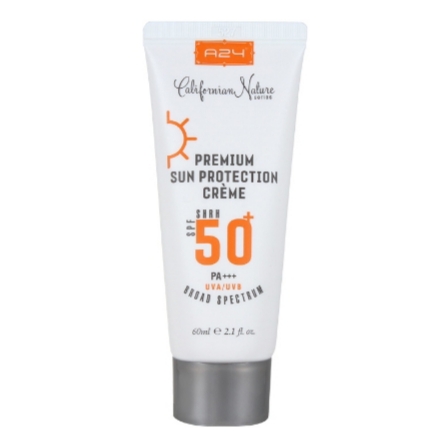 A24
Californian Nature
series
PREMIUM
SUN PROTECTION
CRÈME
SPF
50+
PA+++
UVA/UVB
BROAD SPECTRUM
60ml ℮ 2.1 fl. oz.